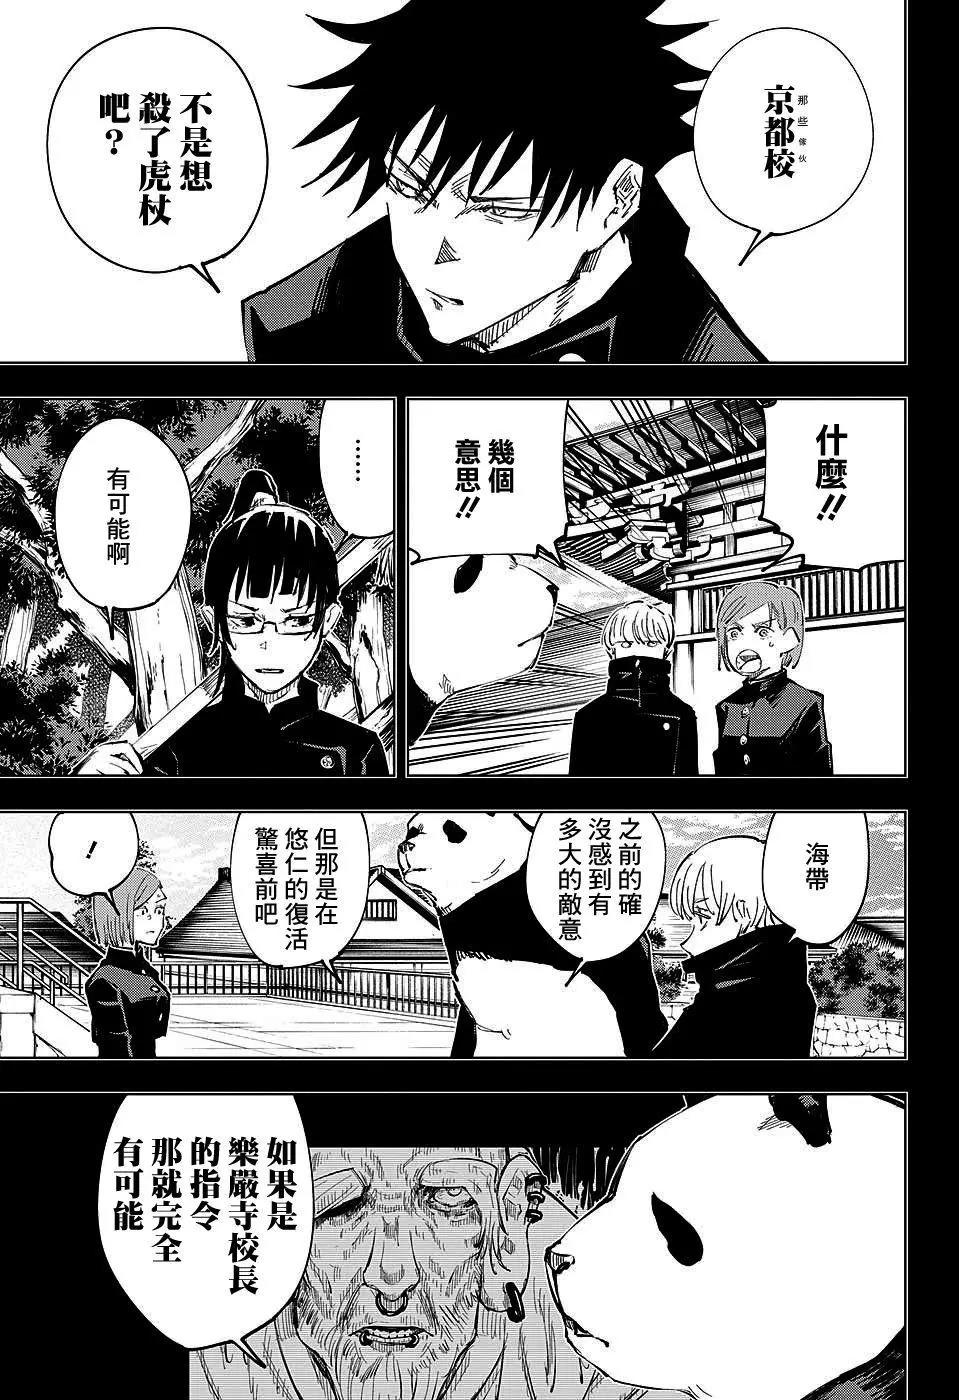 京都校
那些傢伙
不是想
殺了虎杖
吧？
什麼!!
幾個
意思!!
……
有可能啊
海帶
之前的確
沒感到有
多大的敵意
但那是在
悠仁的復活
驚喜前吧
！
如果是
樂嚴寺校長
的指令
那就完全
有可能